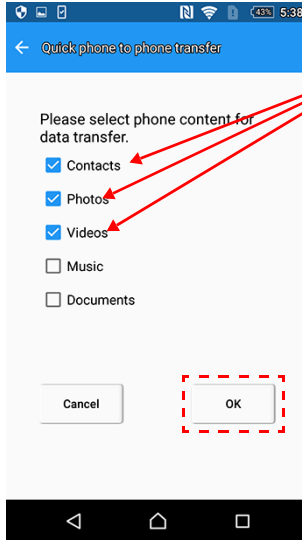 43% 5:38
Quick phone to phone transfer
Please select phone content for
data transfer.
Contacts
Photos
Videos
Music
Documents
Cancel OK